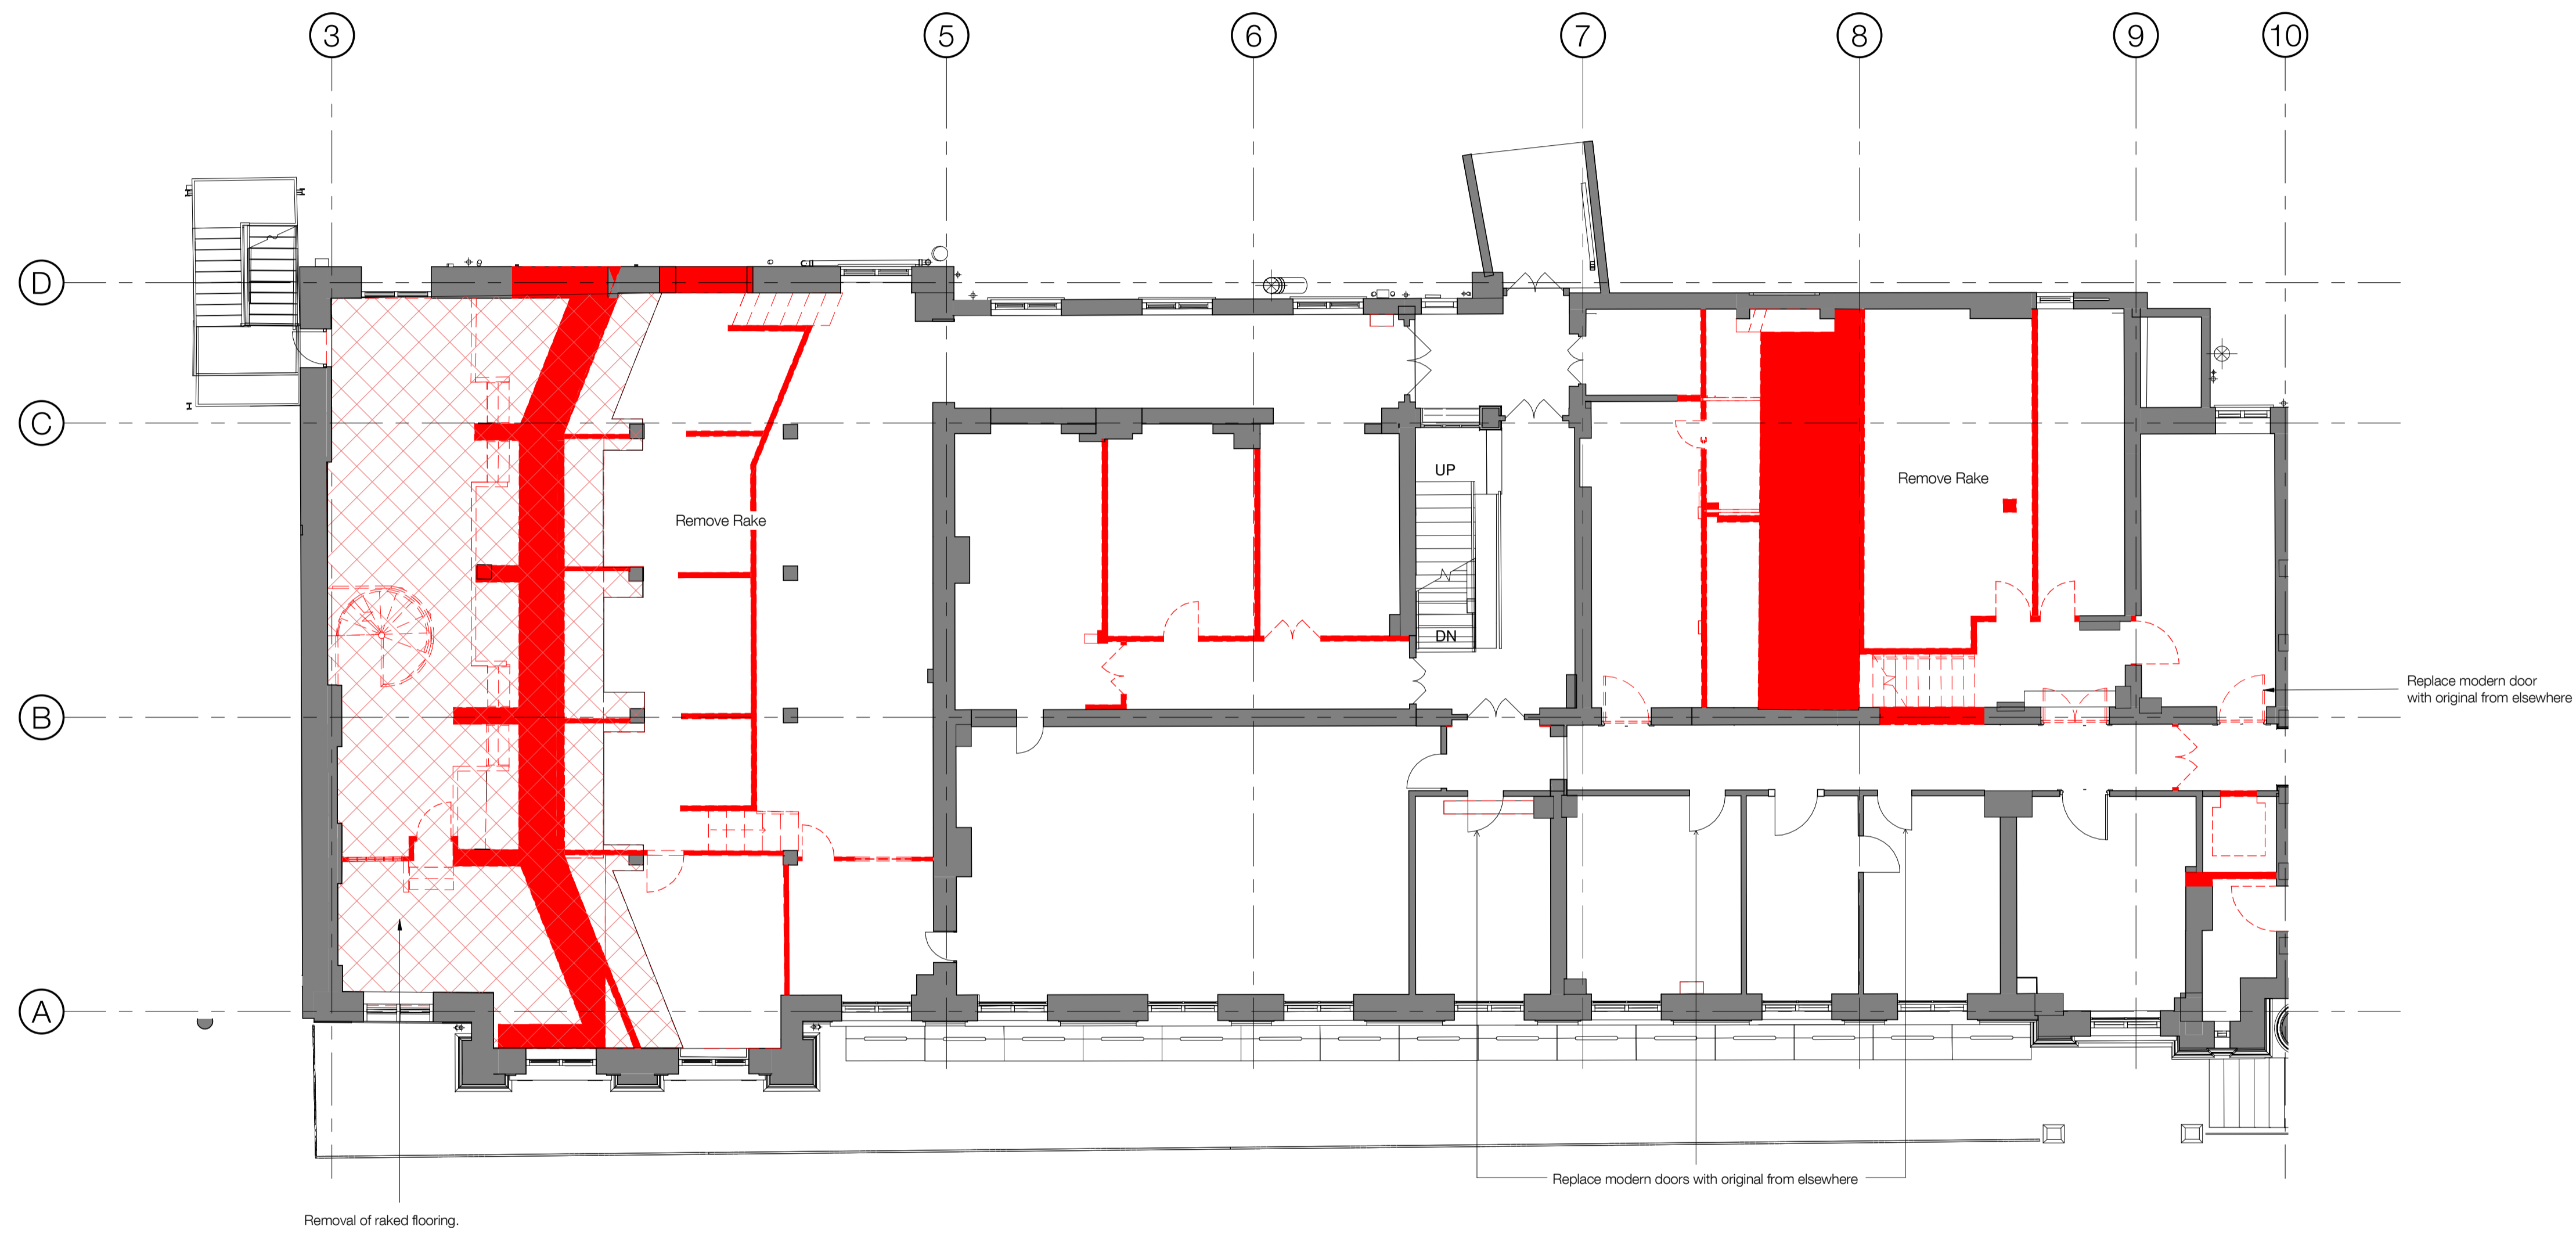 3
5
6
7
8
9
10
D
C
UP
Remove Rake
Remove Rake
DN
Replace modern door
with original from elsewhere
B
A
Replace modern doors with original from elsewhere
Removal of raked flooring.